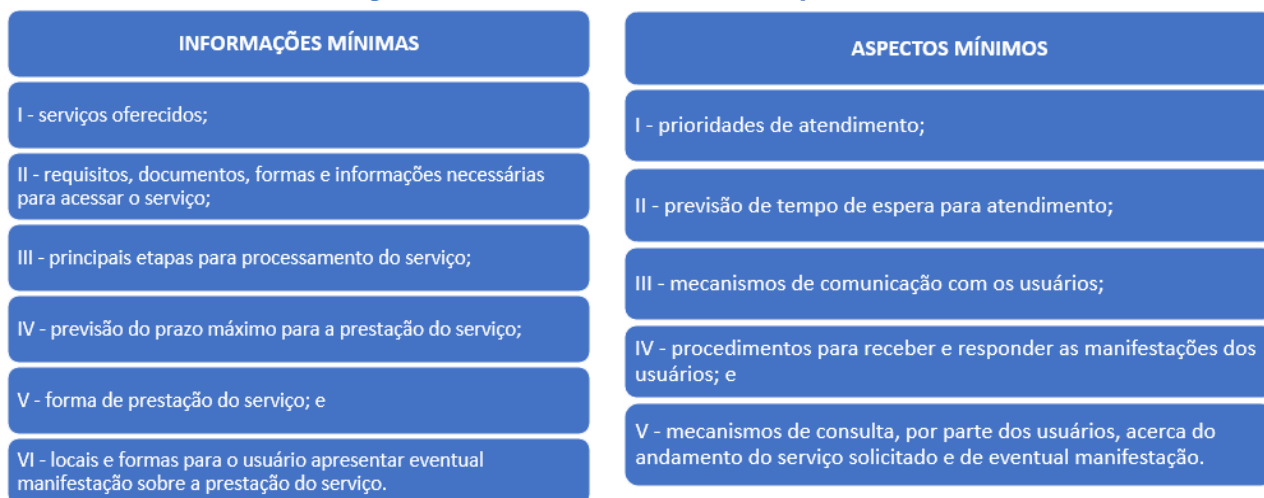 INFORMAÇÕES MÍNIMAS
I - serviços oferecidos;
II - requisitos, documentos, formas e informações necessárias
para acessar o serviço;
III - principais etapas para processamento do serviço;
IV - previsão do prazo máximo para a prestação do serviço;
V - forma de prestação do serviço; e
VI - locais e formas para o usuário apresentar eventual
manifestação sobre a prestação do serviço.
ASPECTOS MÍNIMOS
I - prioridades de atendimento;
II - previsão de tempo de espera para atendimento;
III - mecanismos de comunicação com os usuários;
IV - procedimentos para receber e responder as manifestações dos
usuários; e
V - mecanismos de consulta, por parte dos usuários, acerca do
andamento do serviço solicitado e de eventual manifestação.